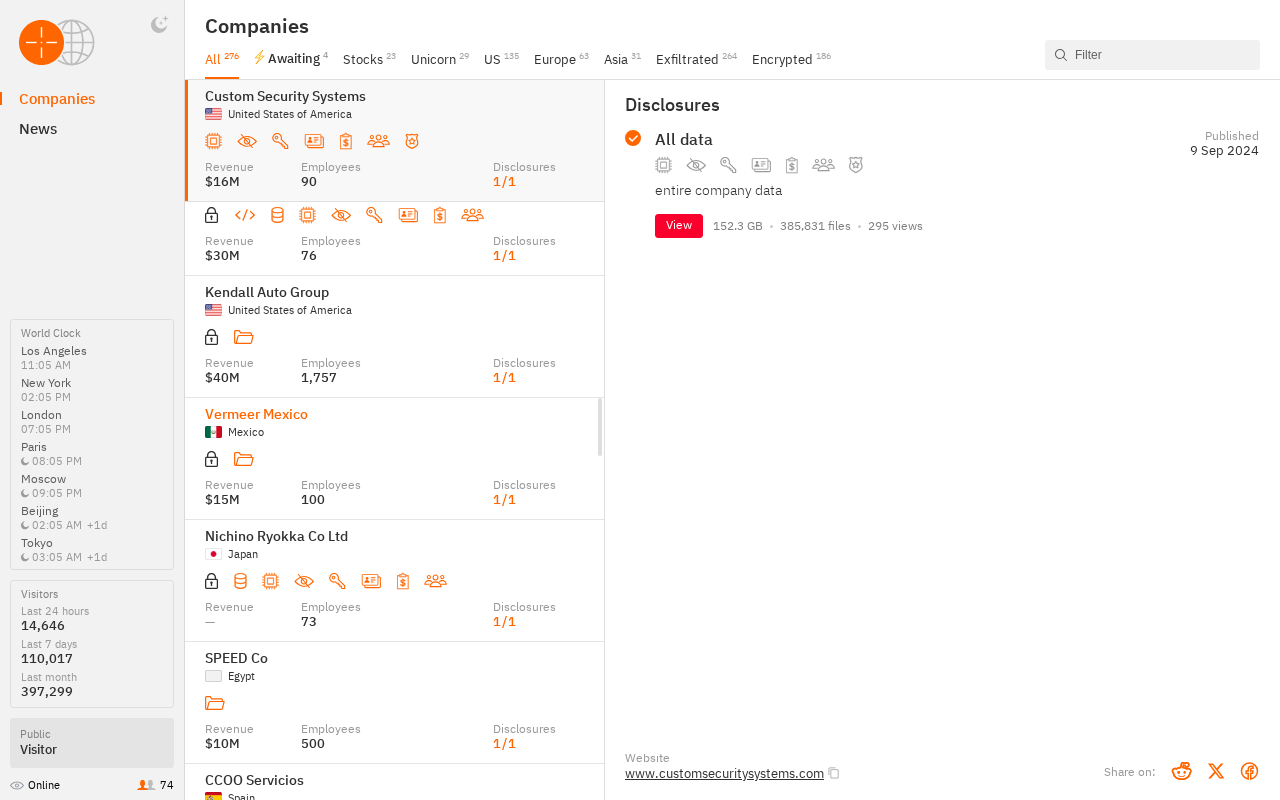 Companies
News
World Clock
Los Angeles
11:05 AM
New York
02:05 PM
London
07:05 PM
Paris
08:05 PM
Moscow
09:05 PM
Beijing
02:05 AM +1d
Tokyo
03:05 AM +1d
Visitors
Last 24 hours
14,646
Last 7 days
110,017
Last month
397,299
Public
Visitor
Online 74
Companies
All 276 Awaiting 4 Stocks 23 Unicorn 29 US 135 Europe 63 Asia 31 Exfiltrated 264 Encrypted 186
Filter
Custom Security Systems
United States of America
Revenue Employees Disclosures
$16M 90 1/1
Revenue Employees Disclosures
$30M 76 1/1
Kendall Auto Group
United States of America
Revenue Employees Disclosures
$40M 1,757 1/1
Vermeer Mexico
Mexico
Revenue Employees Disclosures
$15M 100 1/1
Nichino Ryokka Co Ltd
Japan
Revenue Employees Disclosures
— 73 1/1
SPEED Co
Egypt
Revenue Employees Disclosures
$10M 500 1/1
CCOO Servicios
Spain
Disclosures
All data
Published
9 Sep 2024
entire company data
View 152.3 GB • 385,831 files • 295 views
Website
www.customsecuritysystems.com
Share on: